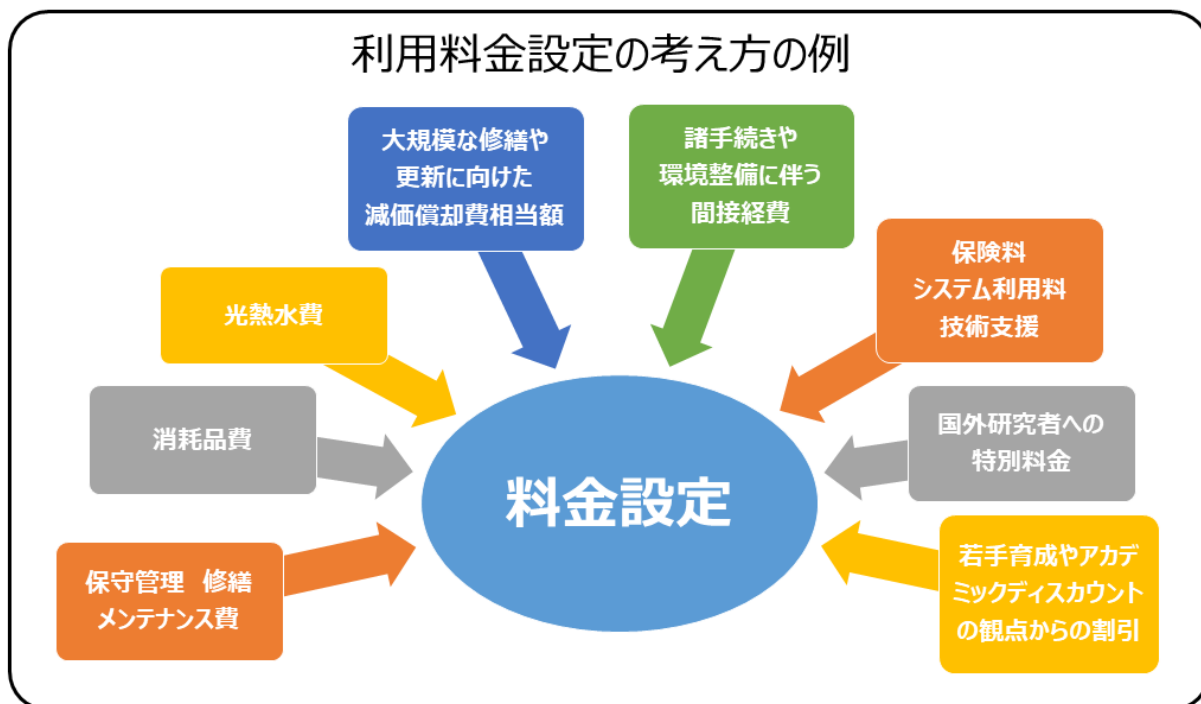 利用料金設定の考え方の例
大規模な修繕や
更新に向けた
減価償却費相当額
諸手続きや
環境整備に伴う
間接経費
保険料
システム利用料
技術支援
光熱水費
消耗品費
国外研究者への
特別料金
料金設定
保守管理　修繕
メンテナンス費
若手育成やアカデ
ミックディスカウント
の観点からの割引